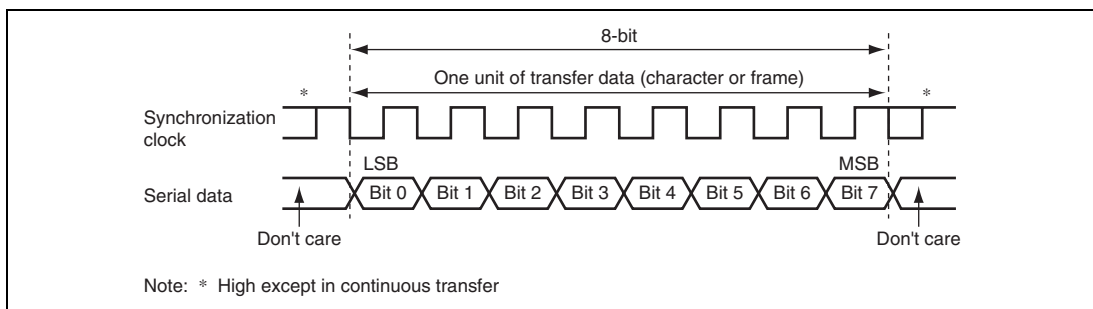 8-bit
One unit of transfer data (character or frame)
* *
Synchronization
clock
LSB MSB
Serial data Bit 0 Bit 1 Bit 2 Bit 3 Bit 4 Bit 5 Bit 6 Bit 7
Don't care Don't care
Note: * High except in continuous transfer